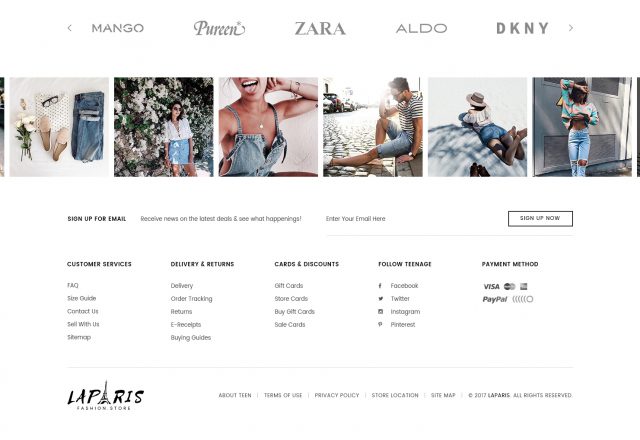 MANGO Pureen* ZARA ALDO DKNY
SIGN UP FOR EMAIL Receive news on the latest deals & see what happenings! Enter Your Email Here SIGN UP NOW
CUSTOMER SERVICES
FAQ
Size Guide
Contact Us
Sell With Us
Sitemap
DELIVERY & RETURNS
Delivery
Order Tracking
Returns
E-Receipts
Buying Guides
CARDS & DISCOUNTS
Gift Cards
Store Cards
Buy Gift Cards
Sale Cards
FOLLOW TEENAGE
Facebook
Twitter
Instagram
Pinterest
PAYMENT METHOD
VISA
PayPal
LAPARIS
FASHION.STORE
ABOUT TEEN | TERMS OF USE | PRIVACY POLICY | STORE LOCATION | SITE MAP | © 2017 LAPARIS. ALL RIGHTS RESERVED.